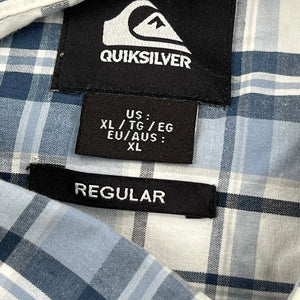 QUIKSILVER
US :
XL / TG / EG
EU / AUS :
XL
REGULAR